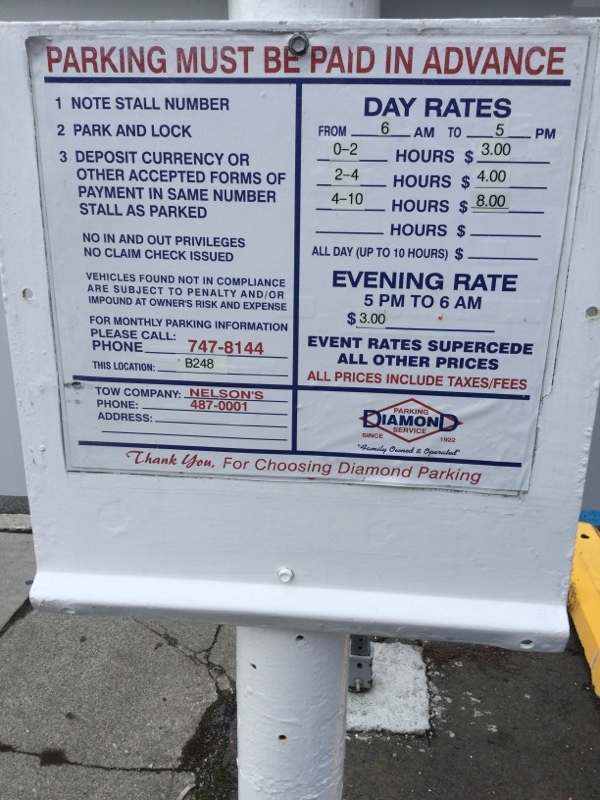 PARKING MUST BE PAID IN ADVANCE
1 NOTE STALL NUMBER
2 PARK AND LOCK
3 DEPOSIT CURRENCY OR
OTHER ACCEPTED FORMS OF
PAYMENT IN SAME NUMBER
STALL AS PARKED
NO IN AND OUT PRIVILEGES
NO CLAIM CHECK ISSUED
VEHICLES FOUND NOT IN COMPLIANCE
ARE SUBJECT TO PENALTY AND/OR
IMPOUND AT OWNER'S RISK AND EXPENSE
FOR MONTHLY PARKING INFORMATION
PLEASE CALL:
PHONE 747-8144
THIS LOCATION: B248
TOW COMPANY: NELSON'S
PHONE: 487-0001
ADDRESS:
DAY RATES
FROM 6 AM TO 5 PM
0-2 HOURS $ 3.00
2-4 HOURS $ 4.00
4-10 HOURS $ 8.00
HOURS $
ALL DAY (UP TO 10 HOURS) $
EVENING RATE
5 PM TO 6 AM
$ 3.00
EVENT RATES SUPERCEDE
ALL OTHER PRICES
ALL PRICES INCLUDE TAXES/FEES
PARKING
DIAMOND
SERVICE
SINCE 1922
"Family Owned & Operated"
Thank You, For Choosing Diamond Parking